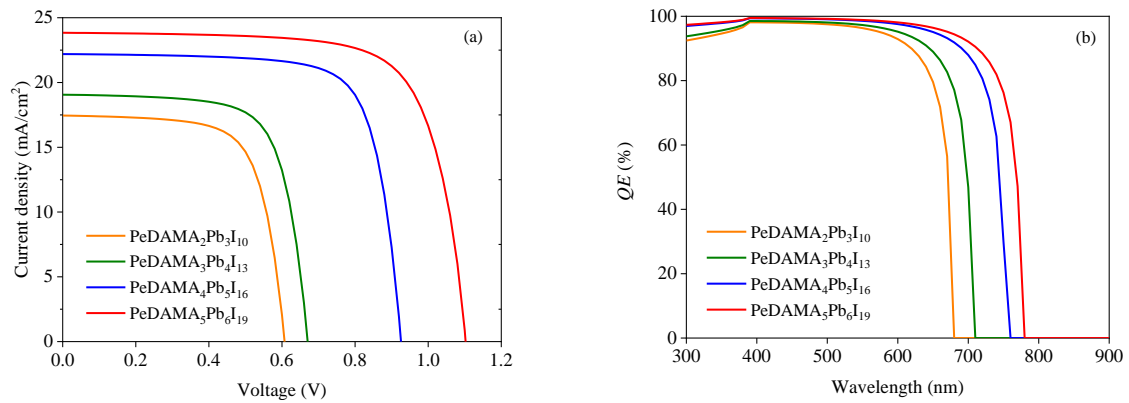 (a)
Current density (mA/cm²)
25
20
15
10
5
0
PeDAMA₂Pb₃I₁₀
PeDAMA₃Pb₄I₁₃
PeDAMA₄Pb₅I₁₆
PeDAMA₅Pb₆I₁₉
0.0 0.2 0.4 0.6 0.8 1.0 1.2
Voltage (V)
(b)
QE (%)
100
80
60
40
20
0
PeDAMA₂Pb₃I₁₀
PeDAMA₃Pb₄I₁₃
PeDAMA₄Pb₅I₁₆
PeDAMA₅Pb₆I₁₉
300 400 500 600 700 800 900
Wavelength (nm)